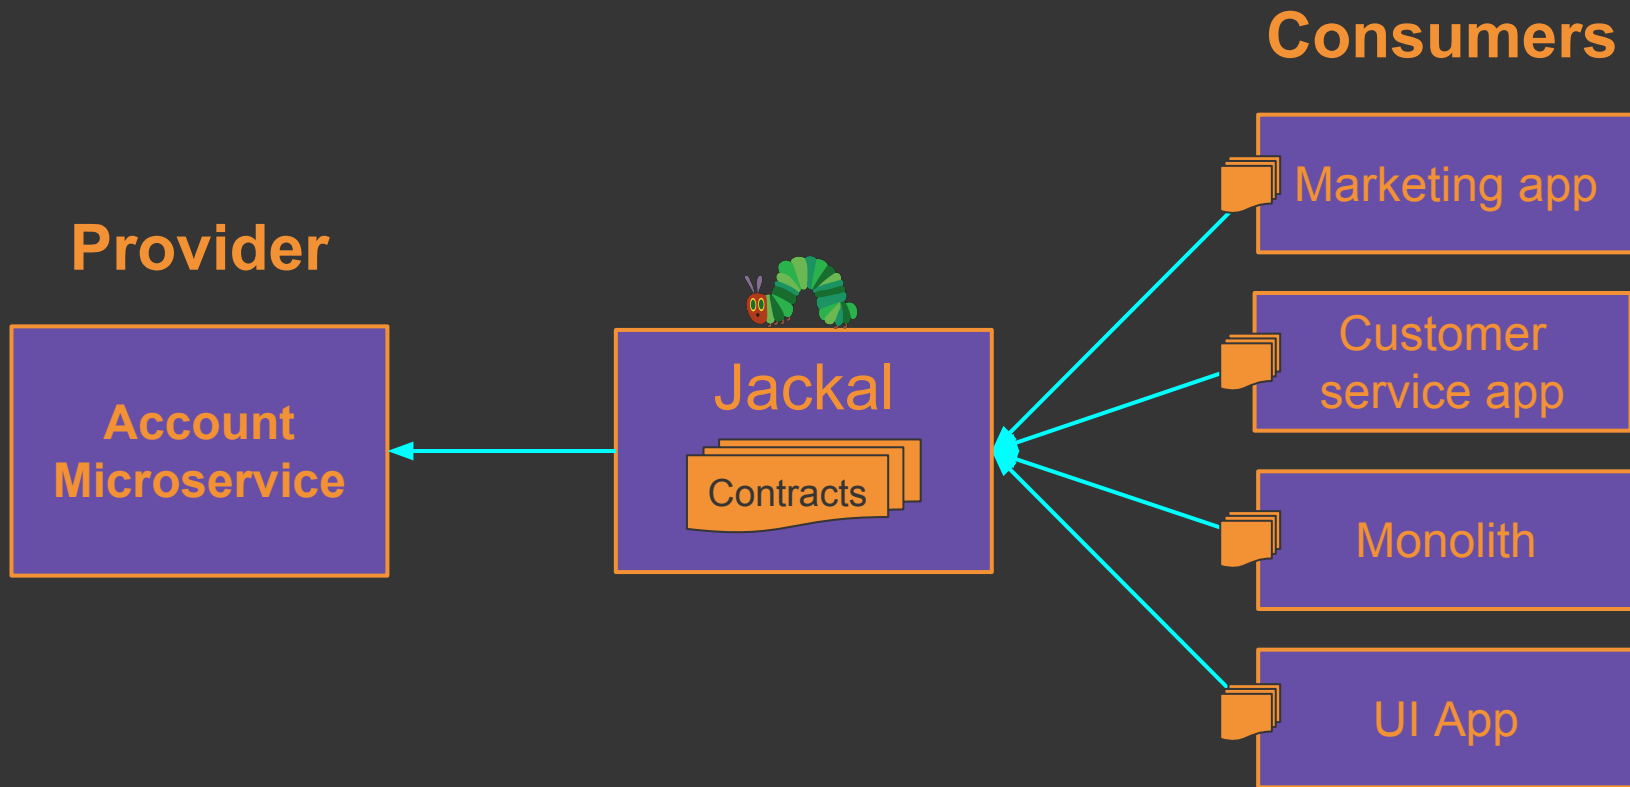 Consumers
Marketing app
Provider
Customer
service app
Jackal
Account
Microservice
Contracts
Monolith
UI App